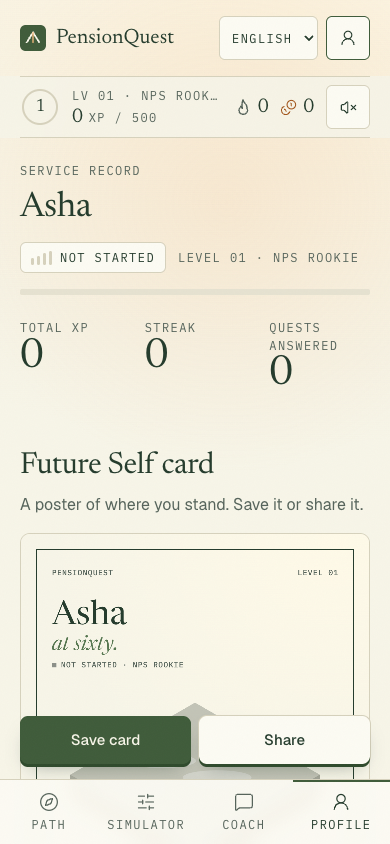 PensionQuest
ENGLISH
1
LV 01 · NPS ROOK…
0 XP / 500
0
0
SERVICE RECORD
Asha
NOT STARTED
LEVEL 01 · NPS ROOKIE
TOTAL XP
0
STREAK
0
QUESTS
ANSWERED
0
Future Self card
A poster of where you stand. Save it or share it.
PENSIONQUEST
LEVEL 01
Asha
at sixty.
NOT STARTED · NPS ROOKIE
Save card
Share
PATH
SIMULATOR
COACH
PROFILE